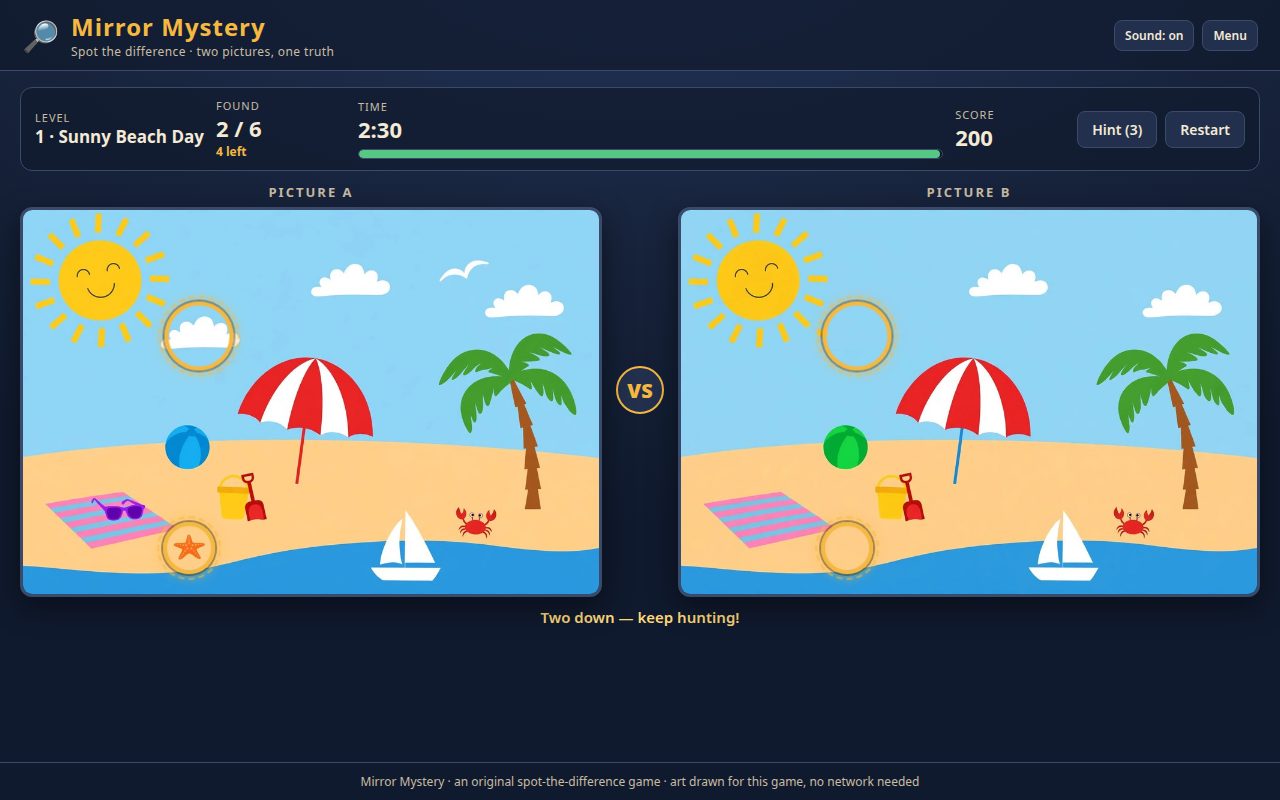 Mirror Mystery
Spot the difference · two pictures, one truth
Sound: on
Menu
LEVEL
1 · Sunny Beach Day
FOUND
2 / 6
4 left
TIME
2:30
SCORE
200
Hint (3)
Restart
PICTURE A
PICTURE B
VS
Two down — keep hunting!
Mirror Mystery · an original spot-the-difference game · art drawn for this game, no network needed